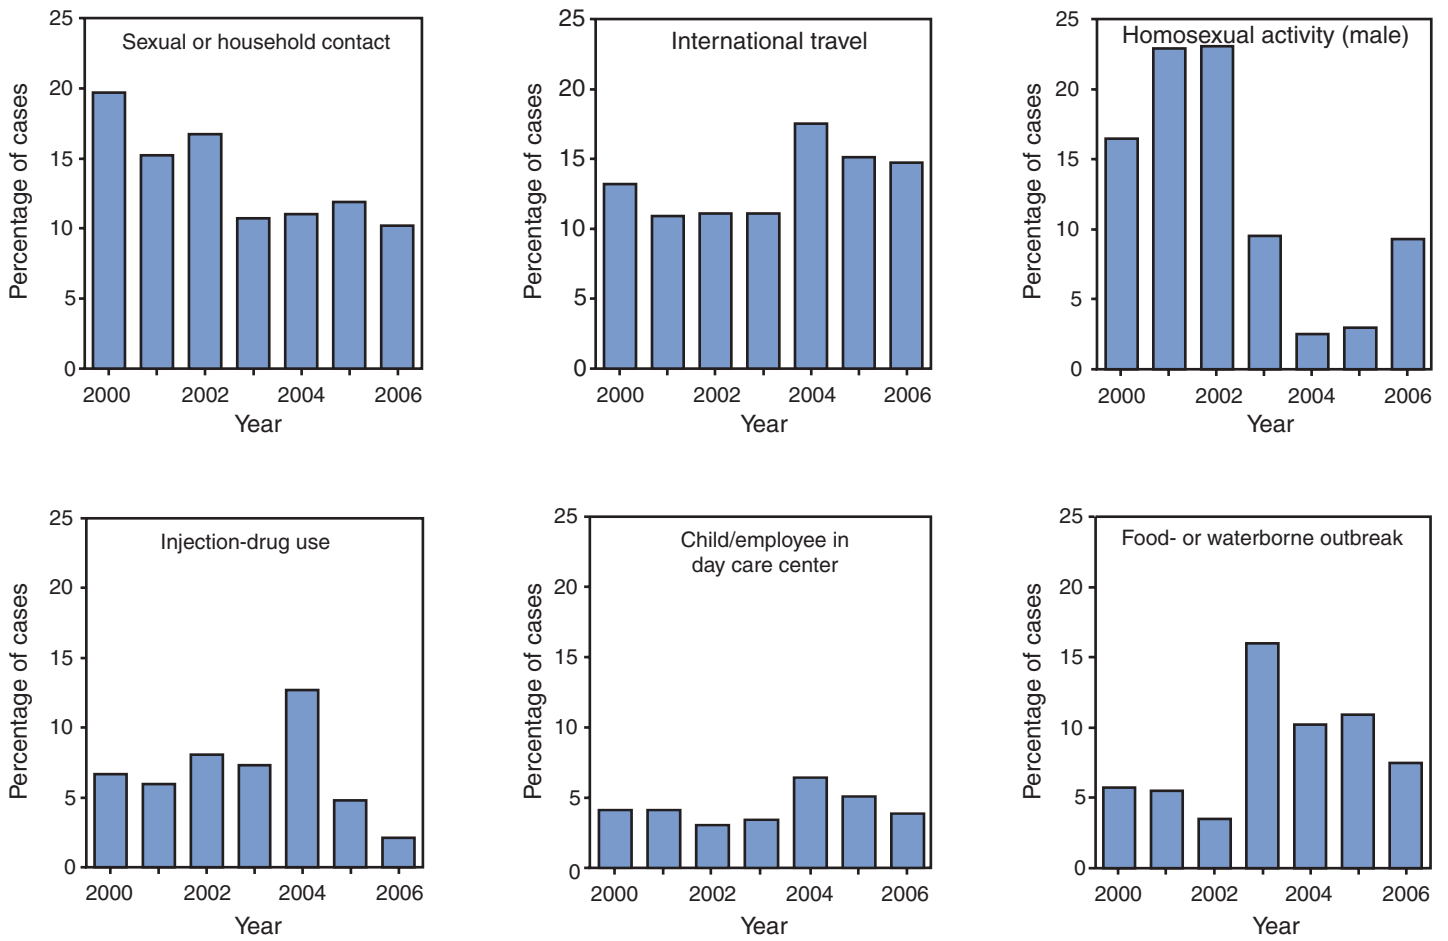 Sexual or household contact
Percentage of cases
25
20
15
10
5
0
2000 2002 2004 2006
Year
International travel
Percentage of cases
25
20
15
10
5
0
2000 2002 2004 2006
Year
Homosexual activity (male)
Percentage of cases
25
20
15
10
5
0
2000 2002 2004 2006
Year
Injection-drug use
Percentage of cases
25
20
15
10
5
0
2000 2002 2004 2006
Year
Child/employee in
day care center
Percentage of cases
25
20
15
10
5
0
2000 2002 2004 2006
Year
Food- or waterborne outbreak
Percentage of cases
25
20
15
10
5
0
2000 2002 2004 2006
Year